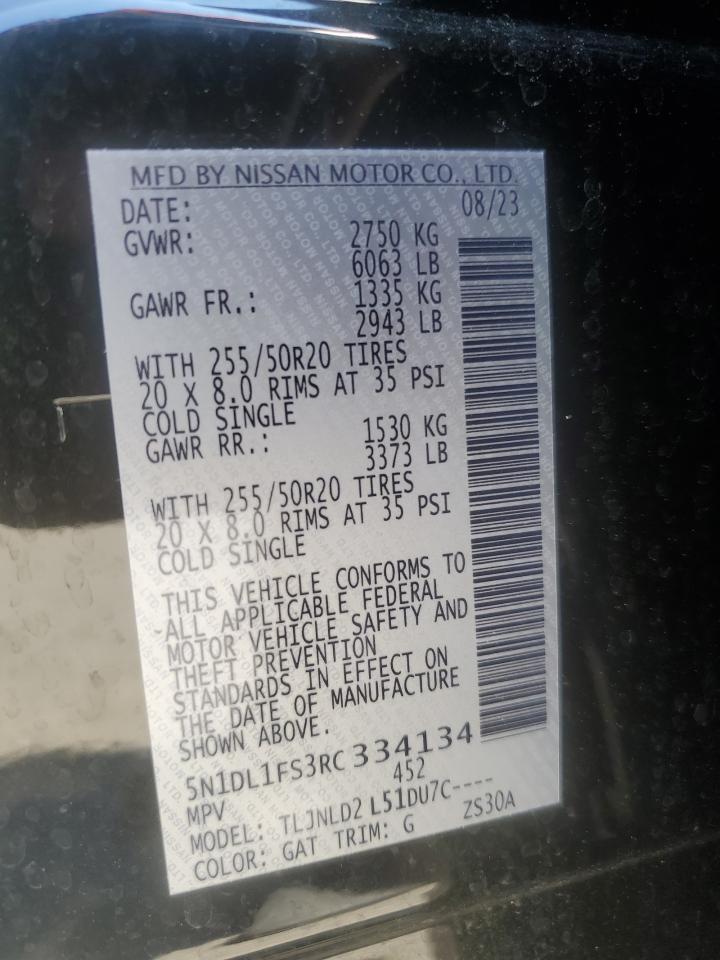 MFD BY NISSAN MOTOR CO., LTD.
DATE: 08/23
GVWR: 2750 KG
6063 LB
GAWR FR.: 1335 KG
2943 LB
WITH 255/50R20 TIRES
20 X 8.0 RIMS AT 35 PSI
COLD SINGLE
GAWR RR.: 1530 KG
3373 LB
WITH 255/50R20 TIRES
20 X 8.0 RIMS AT 35 PSI
COLD SINGLE
THIS VEHICLE CONFORMS TO
ALL APPLICABLE FEDERAL
MOTOR VEHICLE SAFETY AND
THEFT PREVENTION
STANDARDS IN EFFECT ON
THE DATE OF MANUFACTURE
SHOWN ABOVE.
5N1DL1FS3RC334134
MPV 452
MODEL: TLJNLD2 L51DU7C----
COLOR: GAT TRIM: G ZS30A